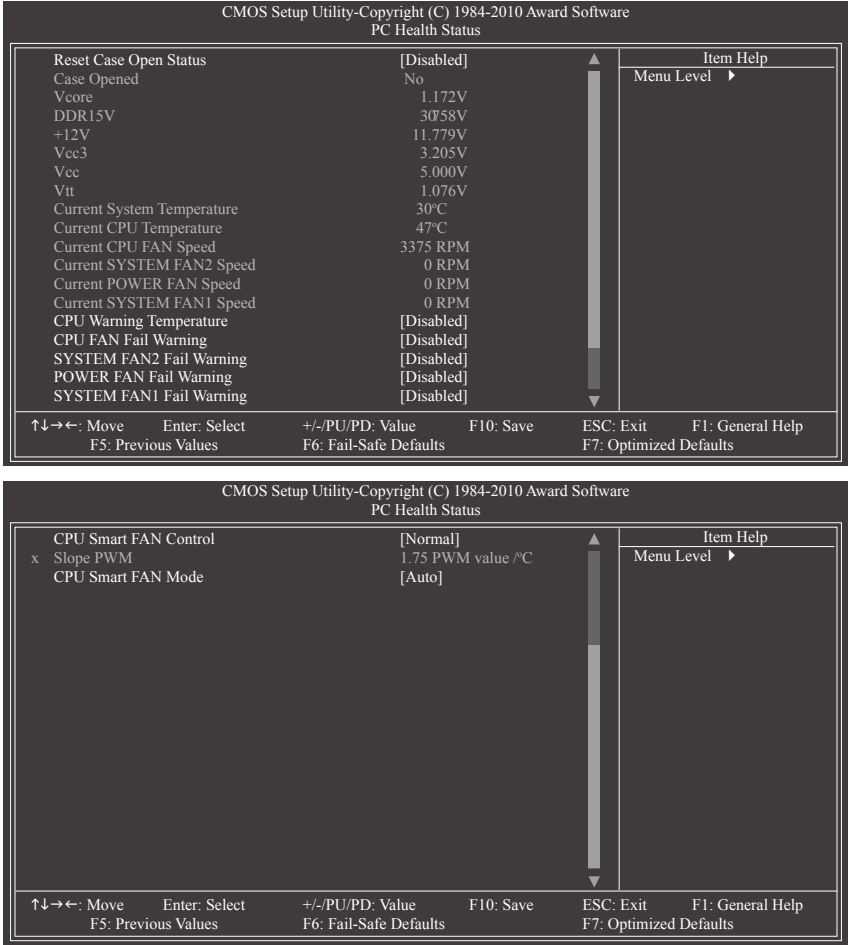 CMOS Setup Utility-Copyright (C) 1984-2010 Award Software
PC Health Status
Reset Case Open Status [Disabled]
Case Opened No
Vcore 1.172V
DDR15V
+12V 11.779V
Vcc3 3.205V
Vcc 5.000V
Vtt 1.076V
Current System Temperature 30°C
Current CPU Temperature 47°C
Current CPU FAN Speed 3375 RPM
Current SYSTEM FAN2 Speed 0 RPM
Current POWER FAN Speed 0 RPM
Current SYSTEM FAN1 Speed 0 RPM
CPU Warning Temperature [Disabled]
CPU FAN Fail Warning [Disabled]
SYSTEM FAN2 Fail Warning [Disabled]
POWER FAN Fail Warning [Disabled]
SYSTEM FAN1 Fail Warning [Disabled]
Item Help
Menu Level ▶
↑↓→←: Move Enter: Select +/-/PU/PD: Value F10: Save ESC: Exit F1: General Help
F5: Previous Values F6: Fail-Safe Defaults F7: Optimized Defaults
CMOS Setup Utility-Copyright (C) 1984-2010 Award Software
PC Health Status
CPU Smart FAN Control [Normal]
x Slope PWM 1.75 PWM value /°C
CPU Smart FAN Mode [Auto]
Item Help
Menu Level ▶
↑↓→←: Move Enter: Select +/-/PU/PD: Value F10: Save ESC: Exit F1: General Help
F5: Previous Values F6: Fail-Safe Defaults F7: Optimized Defaults